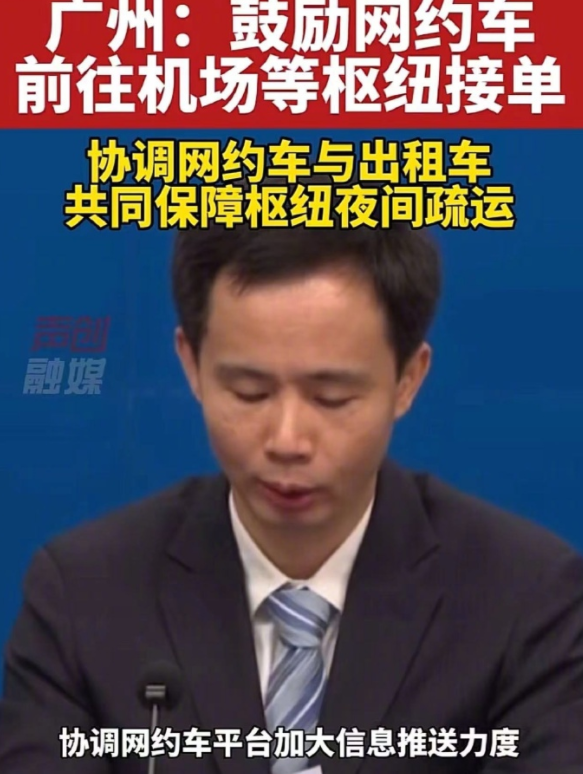 广州：鼓励网约车
前往机场等枢纽接单
协调网约车与出租车
共同保障枢纽夜间疏运
声创
融媒
协调网约车平台加大信息推送力度